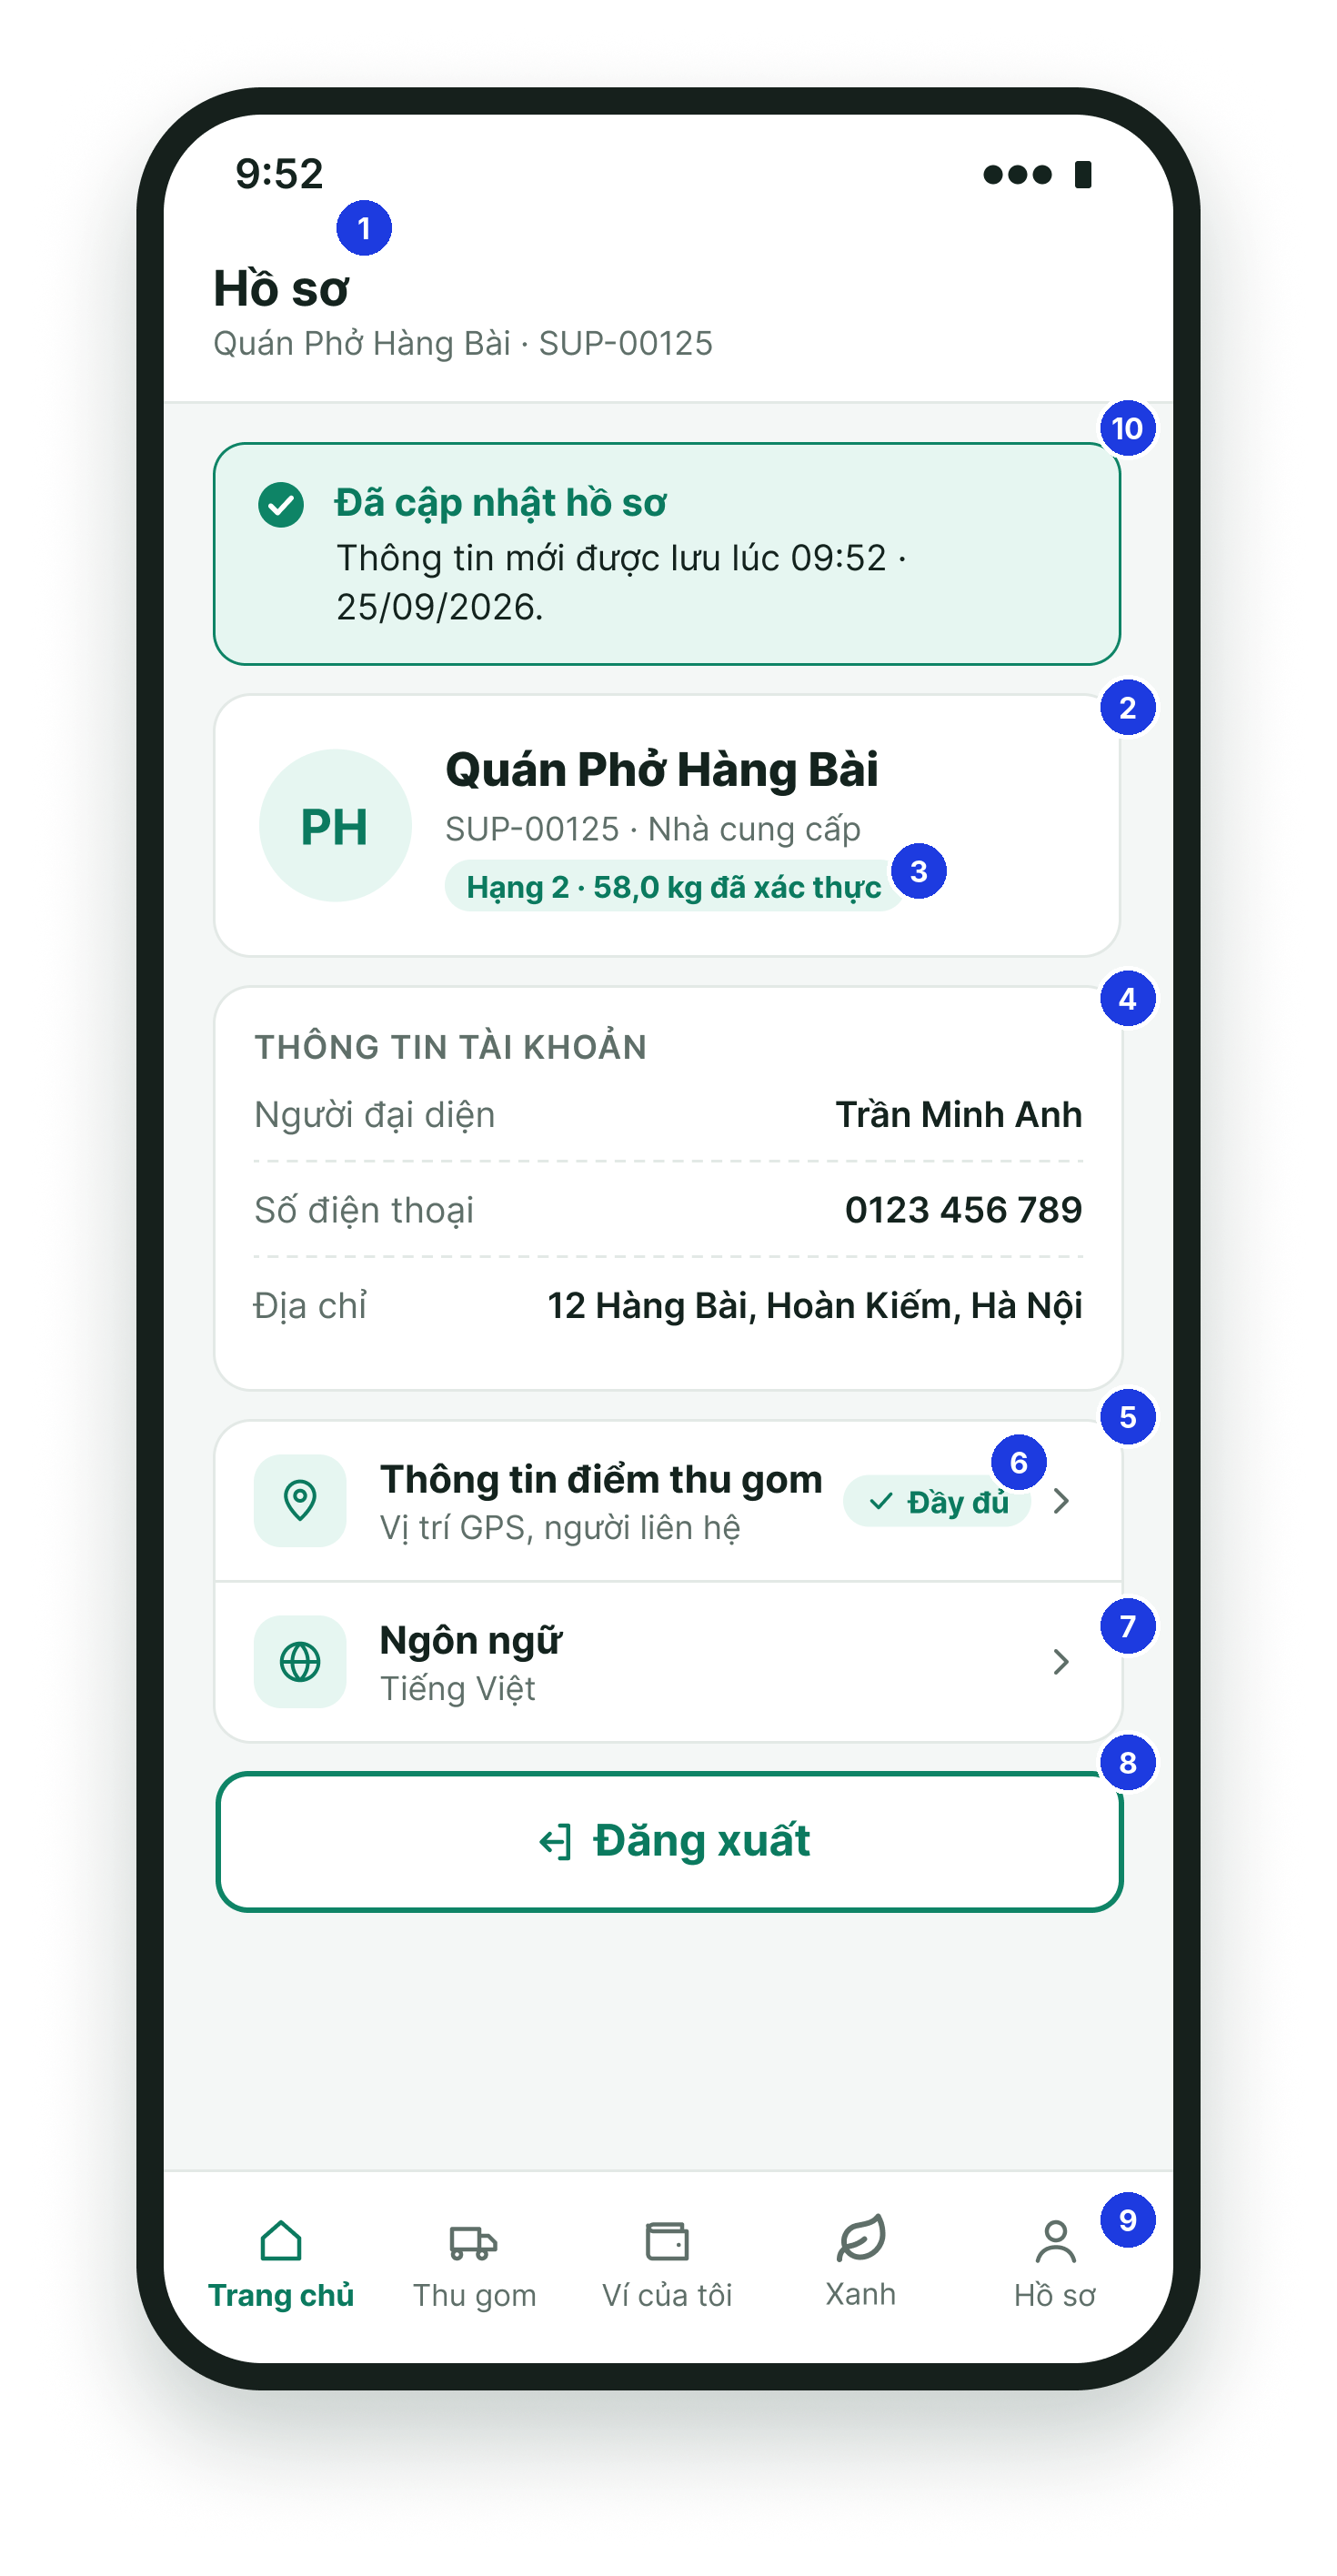 9:52
1
Hồ sơ
Quán Phở Hàng Bài · SUP-00125
10
Đã cập nhật hồ sơ
Thông tin mới được lưu lúc 09:52 ·
25/09/2026.
2
PH
Quán Phở Hàng Bài
SUP-00125 · Nhà cung cấp
Hạng 2 · 58,0 kg đã xác thực
3
4
THÔNG TIN TÀI KHOẢN
Người đại diện Trần Minh Anh
Số điện thoại 0123 456 789
Địa chỉ 12 Hàng Bài, Hoàn Kiếm, Hà Nội
5
6
Thông tin điểm thu gom Đầy đủ
Vị trí GPS, người liên hệ
7
Ngôn ngữ
Tiếng Việt
8
Đăng xuất
9
Trang chủ Thu gom Ví của tôi Xanh Hồ sơ